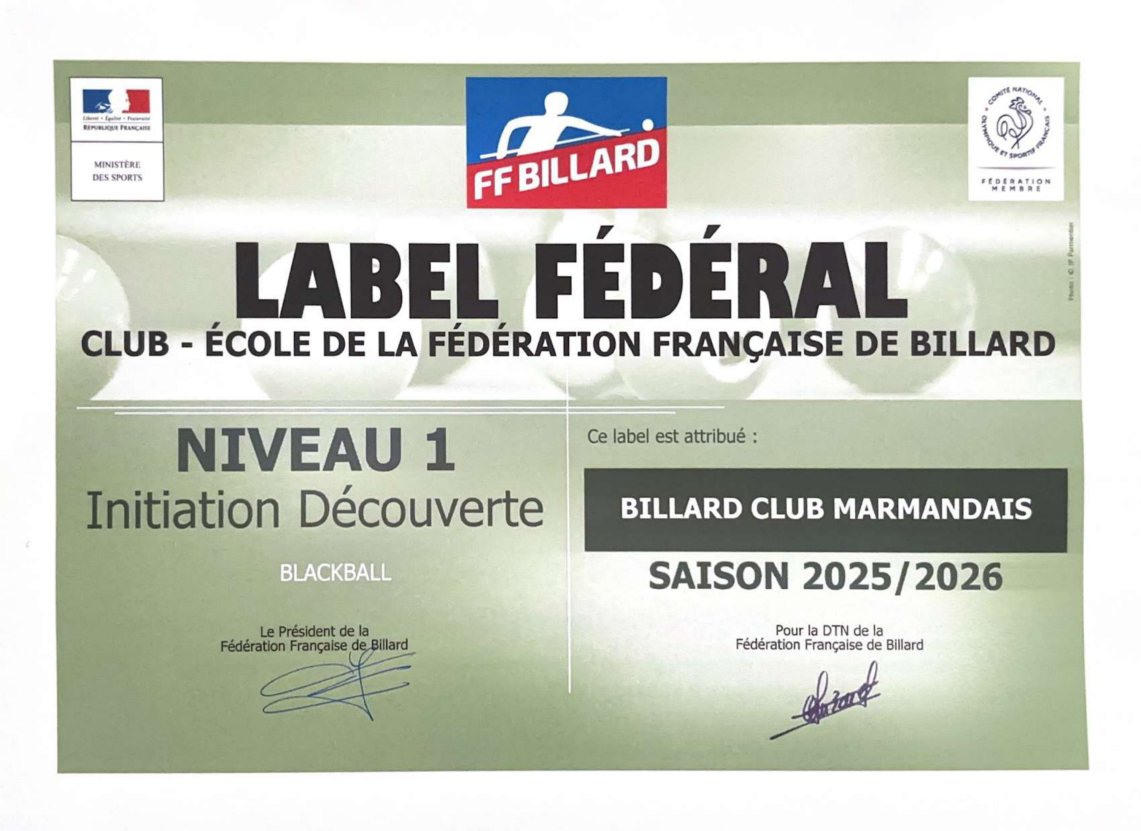 Liberté • Égalité • Fraternité
RÉPUBLIQUE FRANÇAISE
MINISTÈRE
DES SPORTS
FF BILLARD
COMITÉ NATIONAL
OLYMPIQUE ET SPORTIF FRANÇAIS
FÉDÉRATION
MEMBRE
Photo : © JF Parmentier
LABEL FÉDÉRAL
CLUB - ÉCOLE DE LA FÉDÉRATION FRANÇAISE DE BILLARD
NIVEAU 1
Initiation Découverte
BLACKBALL
Le Président de la
Fédération Française de Billard
Ce label est attribué :
BILLARD CLUB MARMANDAIS
SAISON 2025/2026
Pour la DTN de la
Fédération Française de Billard